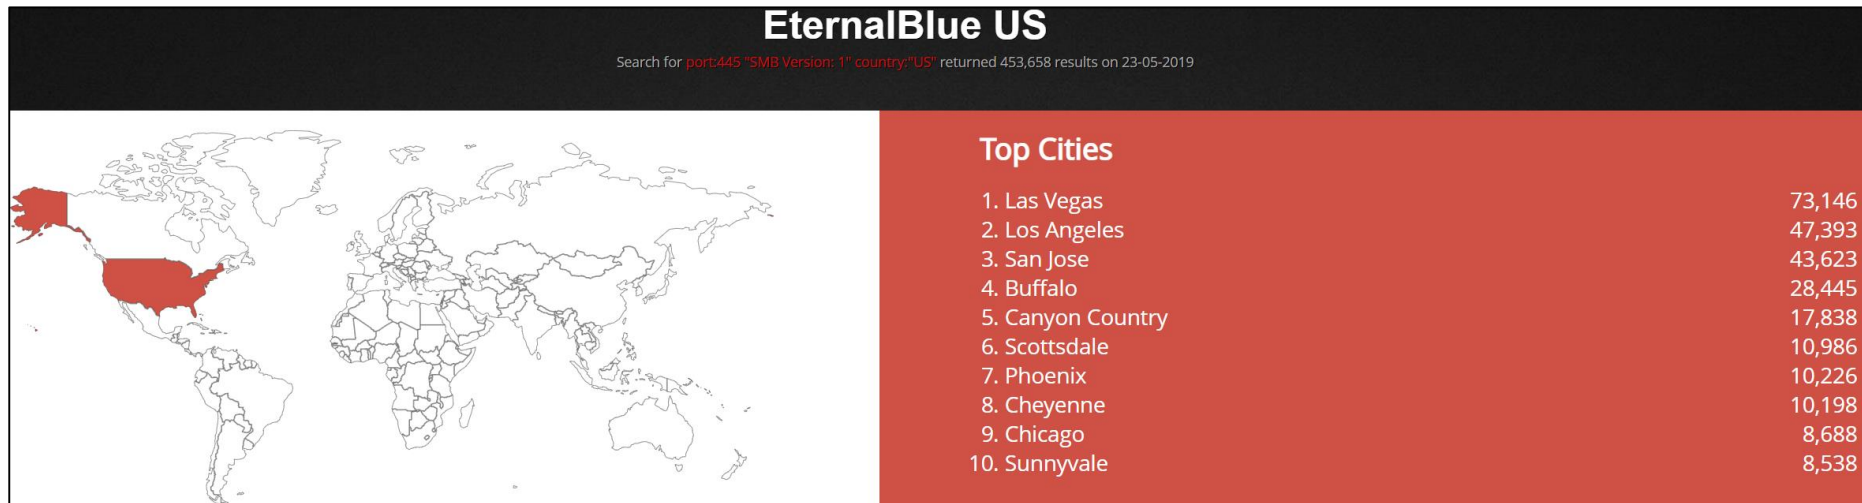 EternalBlue US
Search for port:445 "SMB Version: 1" country:"US" returned 453,658 results on 23-05-2019
Top Cities
1. Las Vegas 73,146
2. Los Angeles 47,393
3. San Jose 43,623
4. Buffalo 28,445
5. Canyon Country 17,838
6. Scottsdale 10,986
7. Phoenix 10,226
8. Cheyenne 10,198
9. Chicago 8,688
10. Sunnyvale 8,538